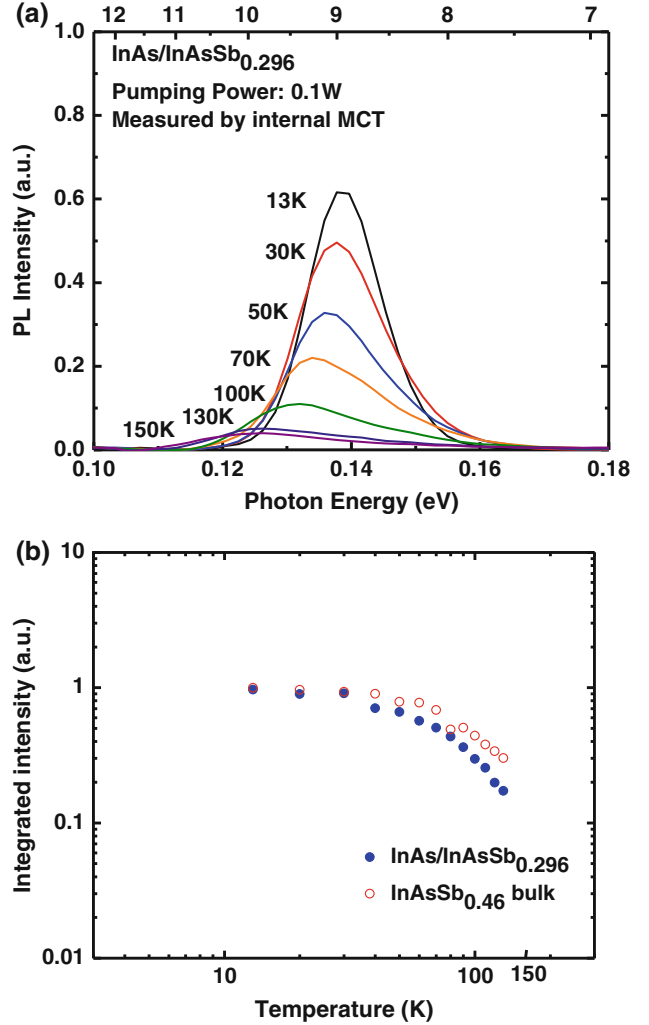 (a)
12 11 10 9 8 7
1.0
0.8
0.6
0.4
0.2
0.0
PL Intensity (a.u.)
InAs/InAsSb0.296
Pumping Power: 0.1W
Measured by internal MCT
13K
30K
50K
70K
100K
130K
150K
0.10 0.12 0.14 0.16 0.18
Photon Energy (eV)
(b)
10
1
0.1
0.01
Integrated intensity (a.u.)
InAs/InAsSb0.296
InAsSb0.46 bulk
10 100 150
Temperature (K)